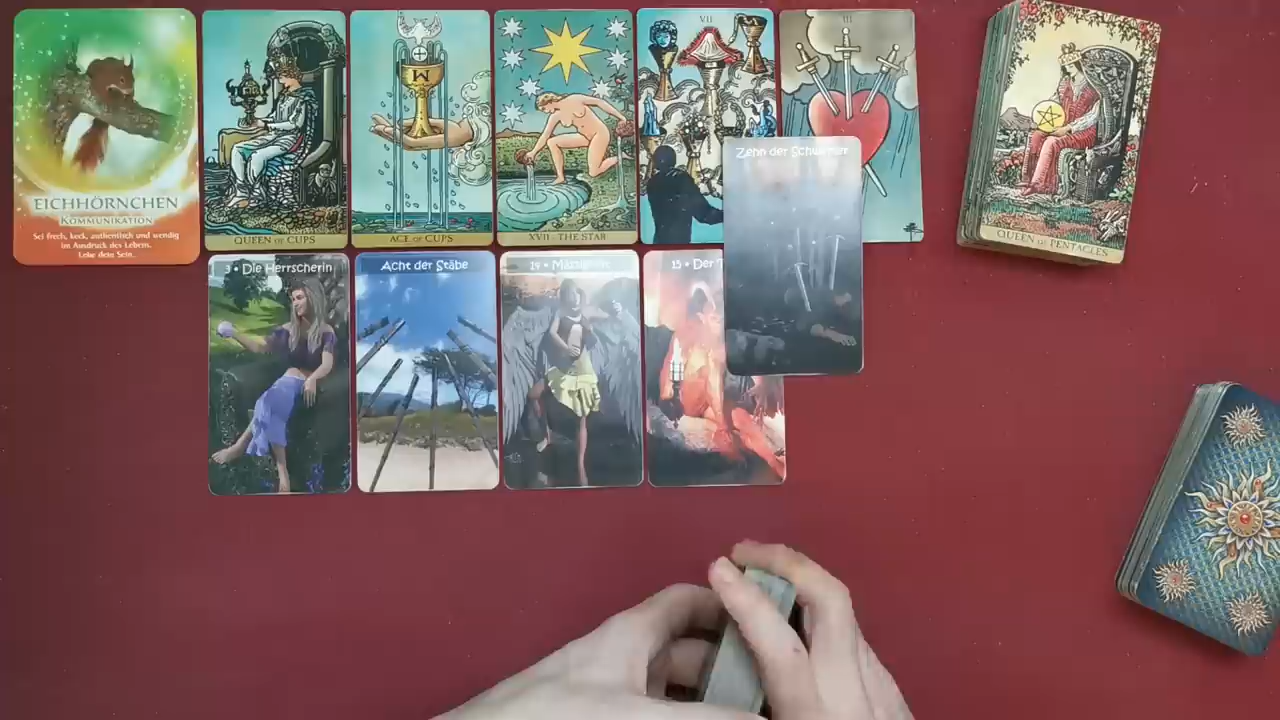 EICHHÖRNCHEN
KOMMUNIKATION
Sei frech, keck, authentisch und wendig
im Ausdruck des Lebens.
Lebe dein Sein.
QUEEN OF CUPS
ACE OF CUPS
XVII THE STAR
VII
III
QUEEN OF PENTACLES
3 • Die Herrscherin
Acht der Stäbe
14 •
15 • Der
Zehn der